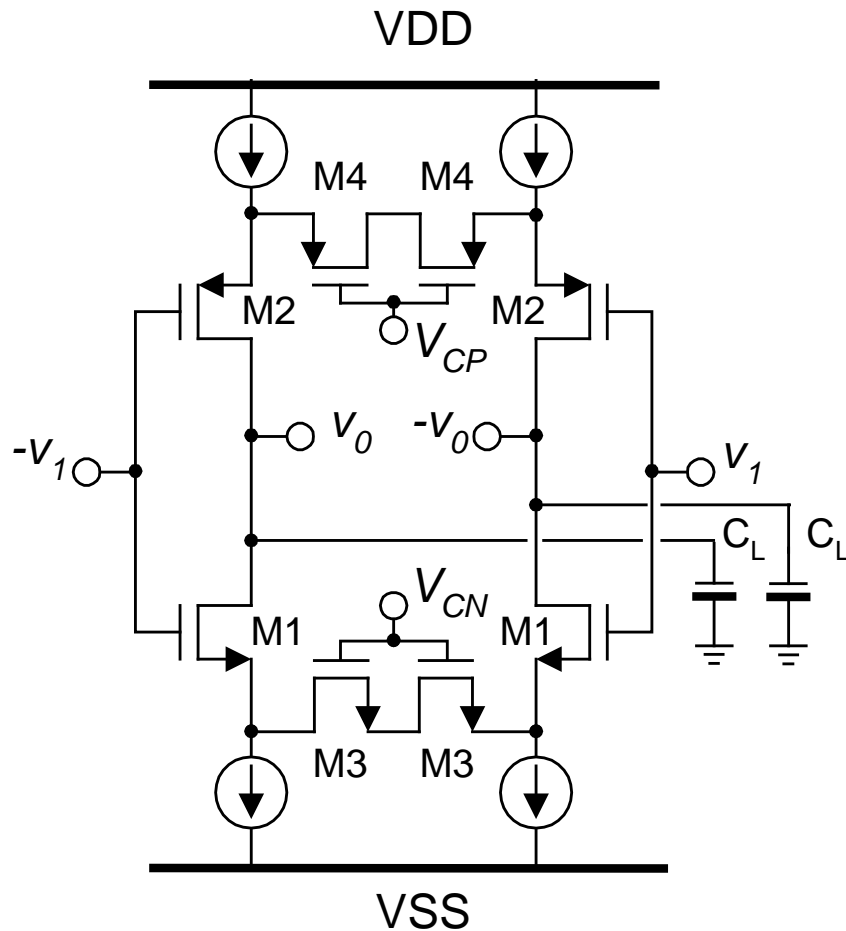 VDD
M4 M4
M2 M2
V_CP
-v_1 v_0 -v_0 v_1
C_L C_L
V_CN
M1 M1
M3 M3
VSS